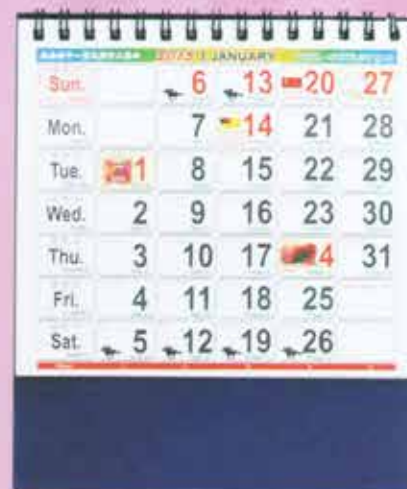 2013 / 1 JANUARY
Sun. 6 13 20 27
Mon. 7 14 21 28
Tue. 1 8 15 22 29
Wed. 2 9 16 23 30
Thu. 3 10 17 24 31
Fri. 4 11 18 25
Sat. 5 12 19 26